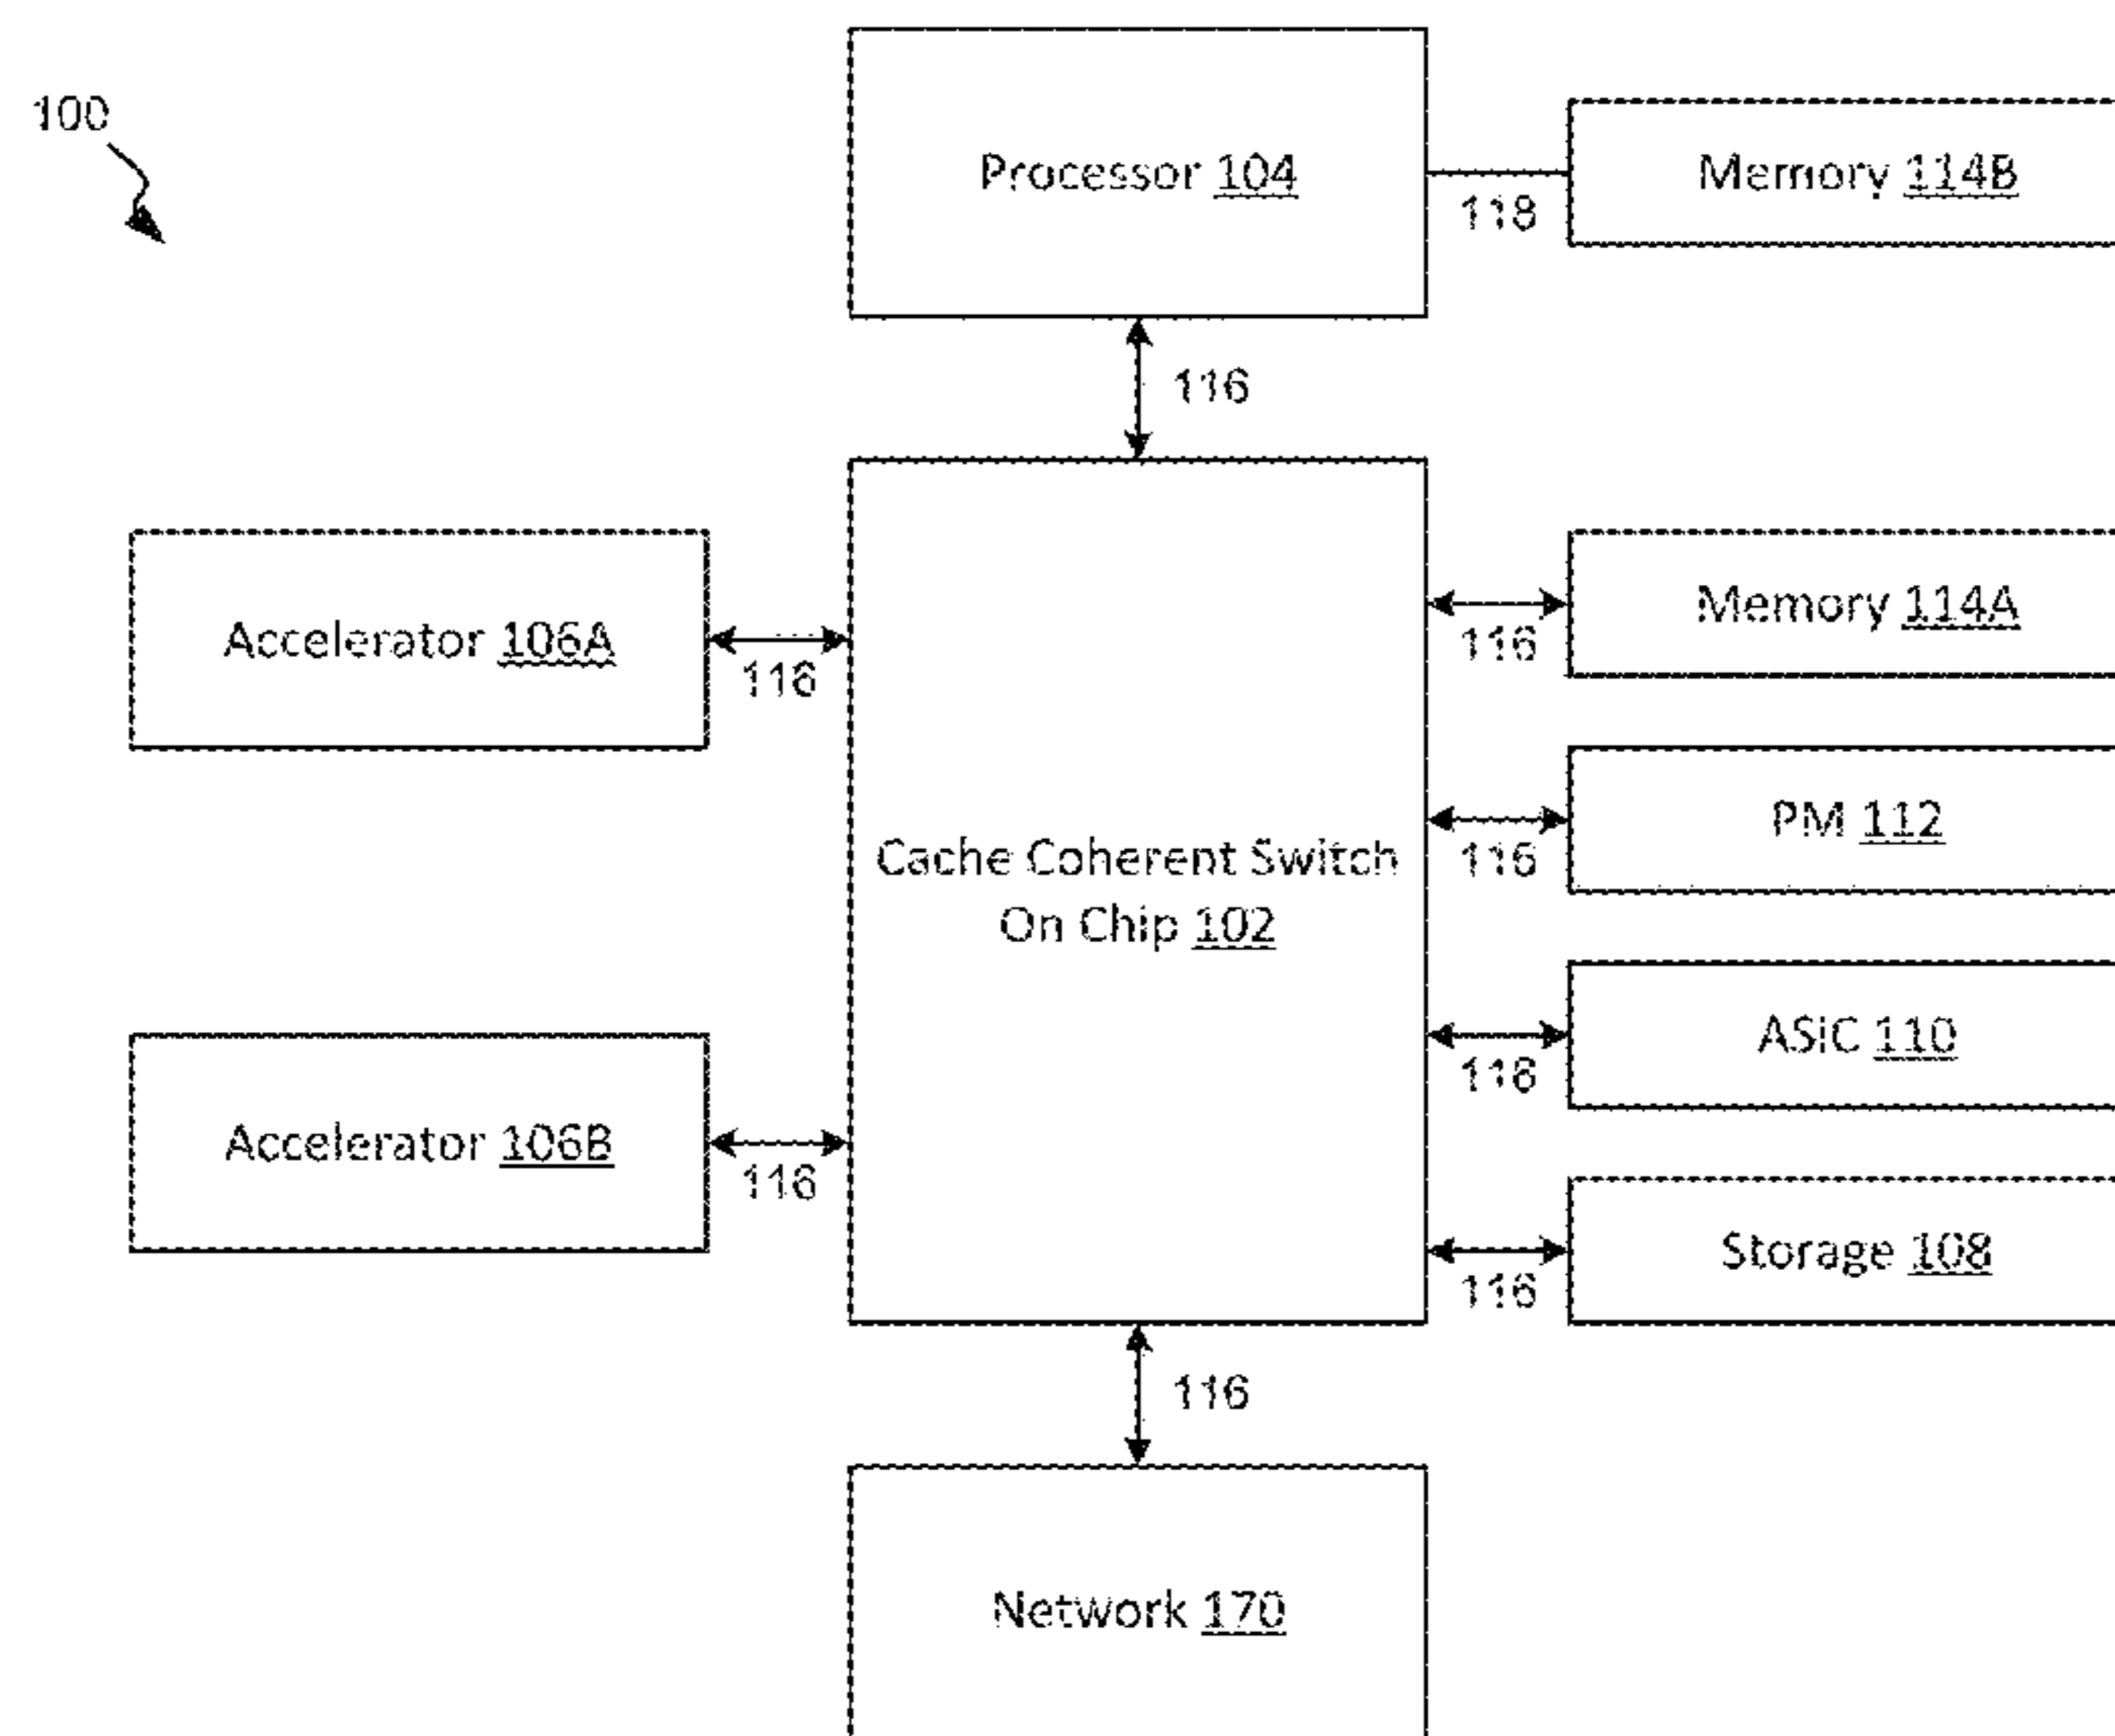 100
Processor 104
118
Memory 114B
116
Accelerator 106A
116
Memory 114A
116
PM 112
116
Cache Coherent Switch
On Chip 102
ASIC 110
116
Accelerator 106B
116
Storage 108
116
116
Network 170